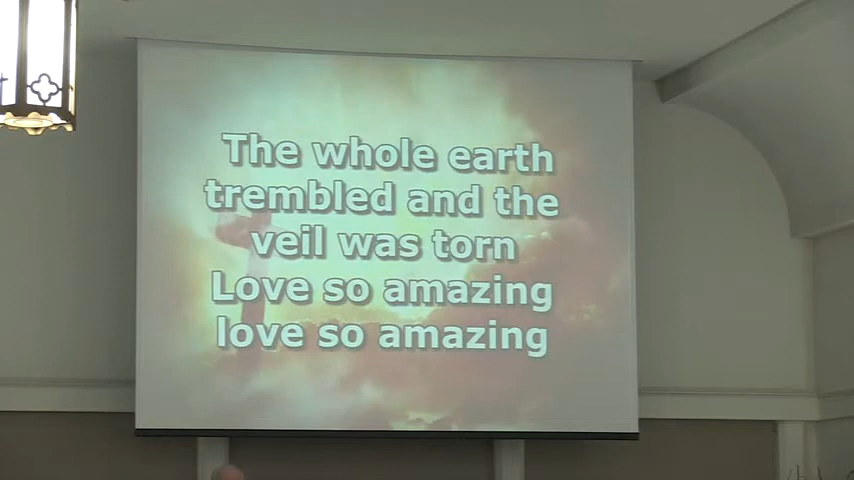 The whole earth
trembled and the
veil was torn
Love so amazing
love so amazing